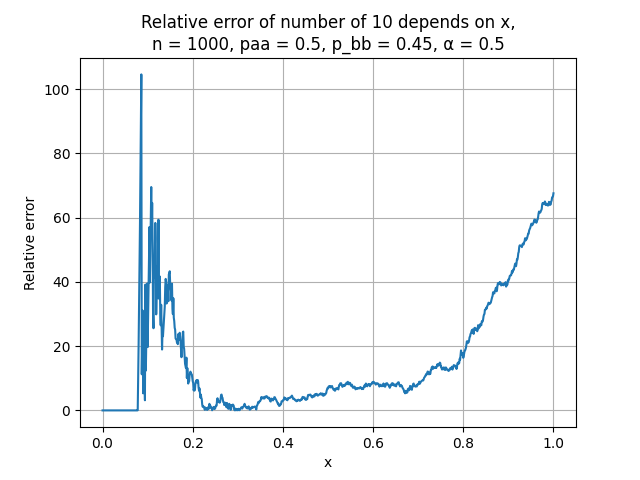 Relative error of number of 10 depends on x,
n = 1000, paa = 0.5, p_bb = 0.45, α = 0.5
Relative error
100
80
60
40
20
0
0.0 0.2 0.4 0.6 0.8 1.0
x